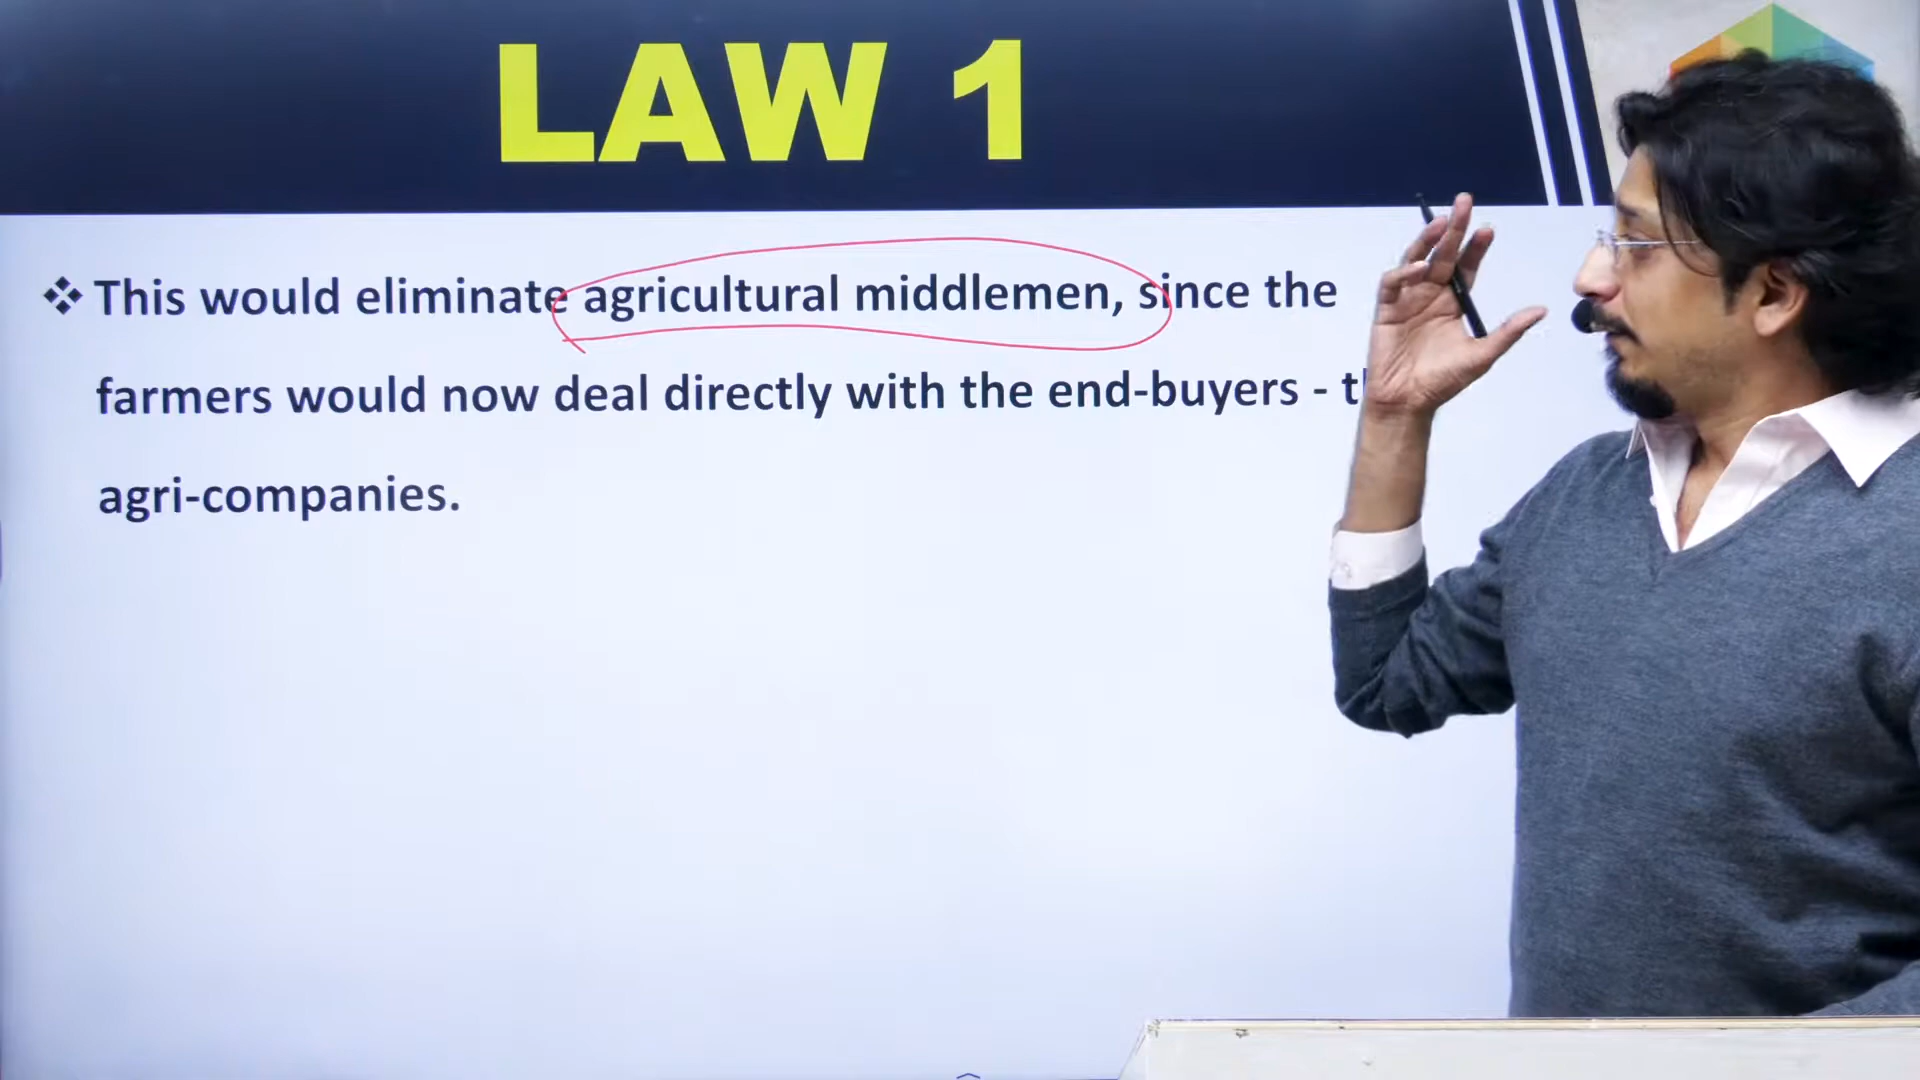 LAW 1
This would eliminate agricultural middlemen, since the
farmers would now deal directly with the end-buyers -
agri-companies.